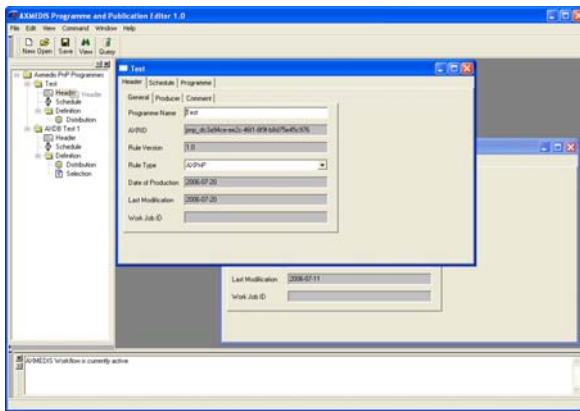 AXMEDIS Programme and Publication Editor 1.0
File Edit View Command Window Help
New Open Save View Query
Axmedis PnP Programmes
Test
Header Header
Schedule
Definition
Distribution
AXDB Test 1
Header
Schedule
Definition
Distribution
Selection
Test
Header Schedule Programme
General Producer Comment
Programme Name Test
AXRID
Rule Version 1.0
Rule Type AXPNP
Date of Production 2006-07-20
Last Modification 2006-07-20
Work Job ID
Last Modification 2006-07-11
Work Job ID
AXMEDIS Workflow is currently active